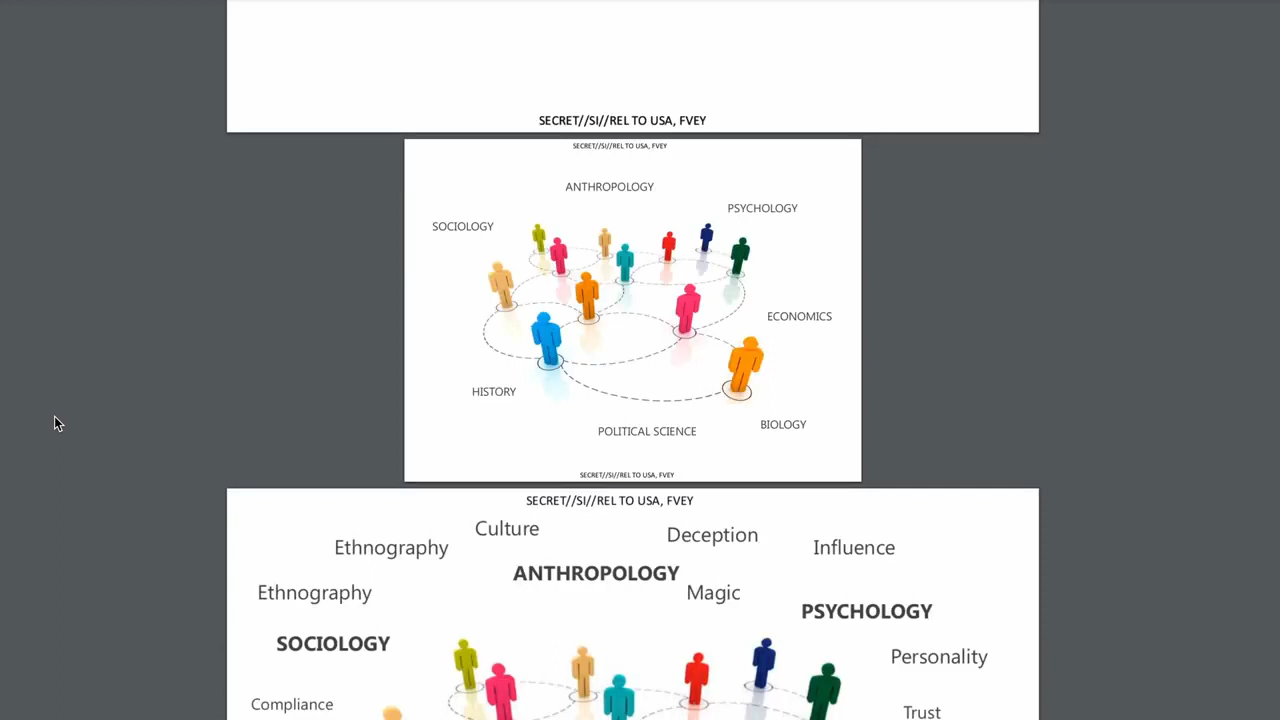 SECRET//SI//REL TO USA, FVEY
SECRET//SI//REL TO USA, FVEY
ANTHROPOLOGY
PSYCHOLOGY
SOCIOLOGY
ECONOMICS
HISTORY
BIOLOGY
POLITICAL SCIENCE
SECRET//SI//REL TO USA, FVEY
SECRET//SI//REL TO USA, FVEY
Culture
Deception
Ethnography
Influence
ANTHROPOLOGY
Ethnography
Magic
PSYCHOLOGY
SOCIOLOGY
Personality
Compliance
Trust